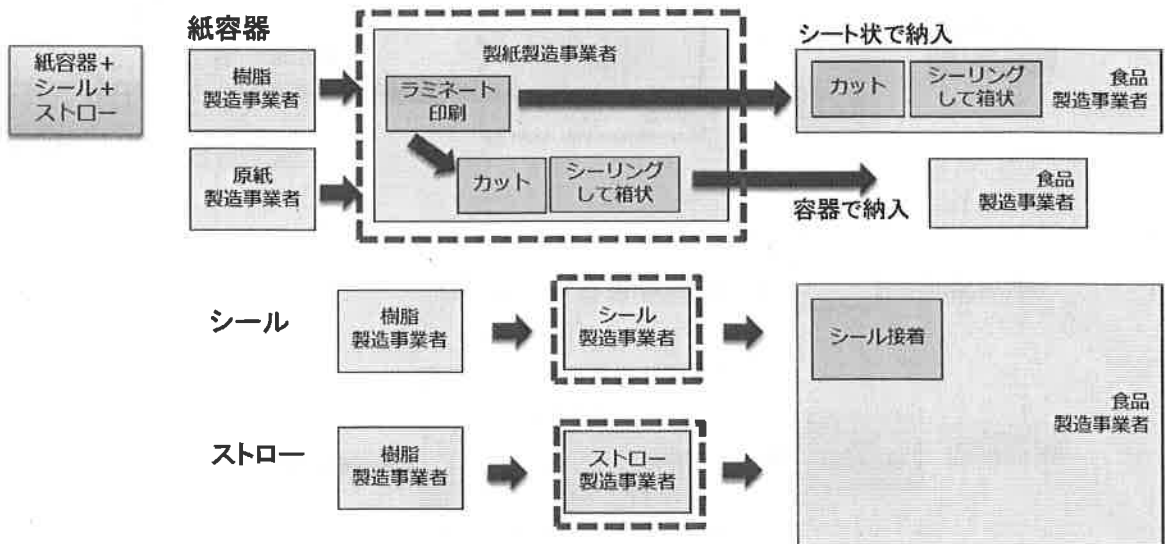 紙容器＋
シール＋
ストロー
紙容器
樹脂
製造事業者
原紙
製造事業者
製紙製造事業者
ラミネート
印刷
カット
シーリング
して箱状
シート状で納入
カット
シーリング
して箱状
食品
製造事業者
容器で納入
食品
製造事業者
シール
樹脂
製造事業者
シール
製造事業者
シール接着
食品
製造事業者
ストロー
樹脂
製造事業者
ストロー
製造事業者